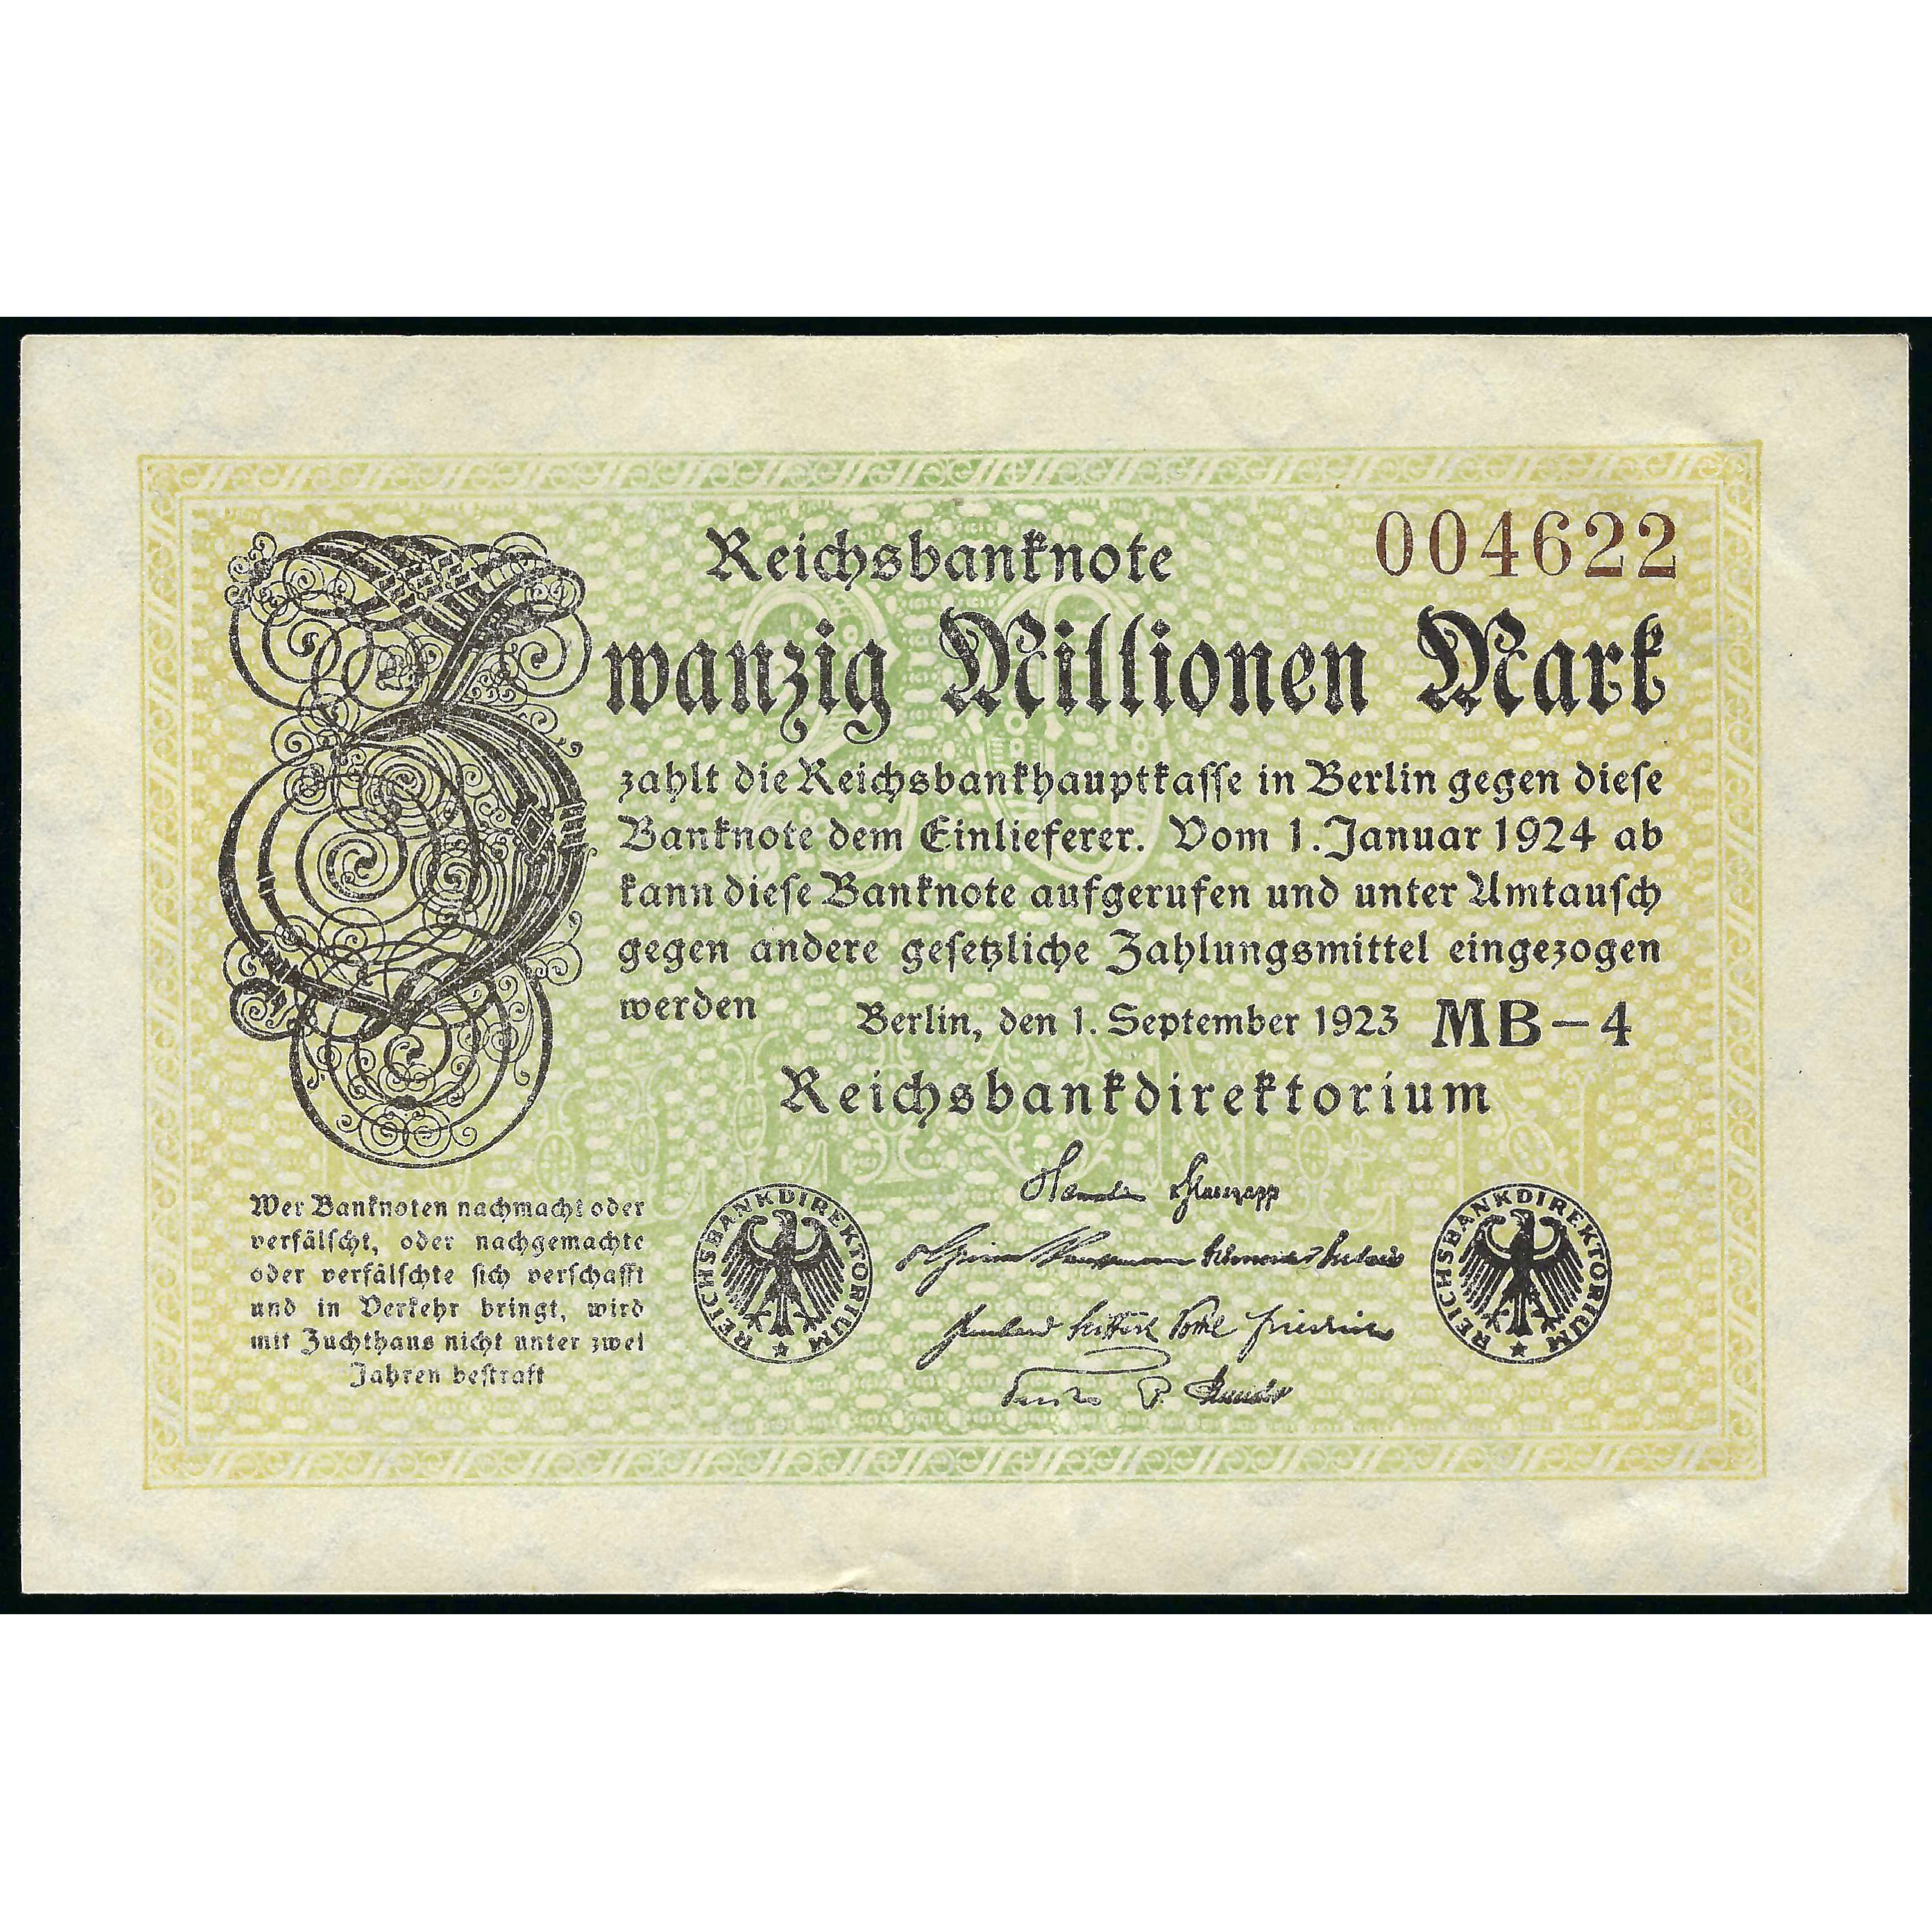 Reichsbanknote
004622
Zwanzig Millionen Mark
zahlt die Reichsbankhauptkasse in Berlin gegen diese
Banknote dem Einlieferer. Vom 1. Januar 1924 ab
kann diese Banknote aufgerufen und unter Umtausch
gegen andere gesetzliche Zahlungsmittel eingezogen
werden
Berlin, den 1. September 1923
MB-4
Reichsbankdirektorium
Wer Banknoten nachmacht oder
verfälscht, oder nachgemachte
oder verfälschte sich verschafft
und in Verkehr bringt, wird
mit Zuchthaus nicht unter zwei
Jahren bestraft
REICHSBANKDIREKTORIUM
REICHSBANKDIREKTORIUM
20